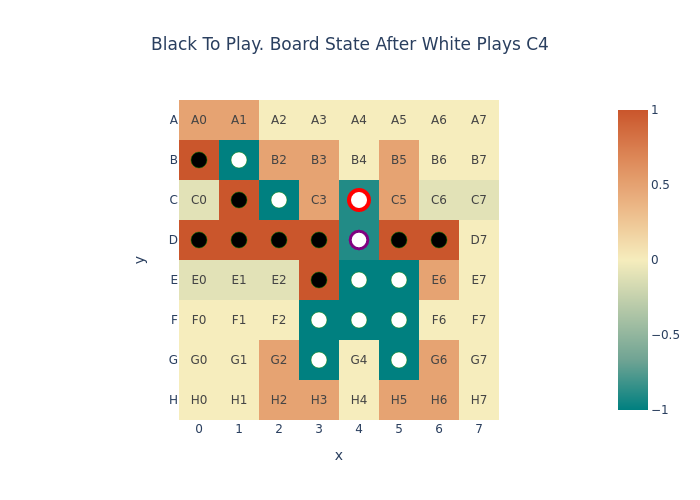 Black To Play. Board State After White Plays C4
A A0 A1 A2 A3 A4 A5 A6 A7
B B2 B3 B4 B5 B6 B7
C C0 C3 C5 C6 C7
D D7
E E0 E1 E2 E6 E7
F F0 F1 F2 F6 F7
G G0 G1 G2 G4 G6 G7
H H0 H1 H2 H3 H4 H5 H6 H7
0 1 2 3 4 5 6 7
x
y
1
0.5
0
−0.5
−1